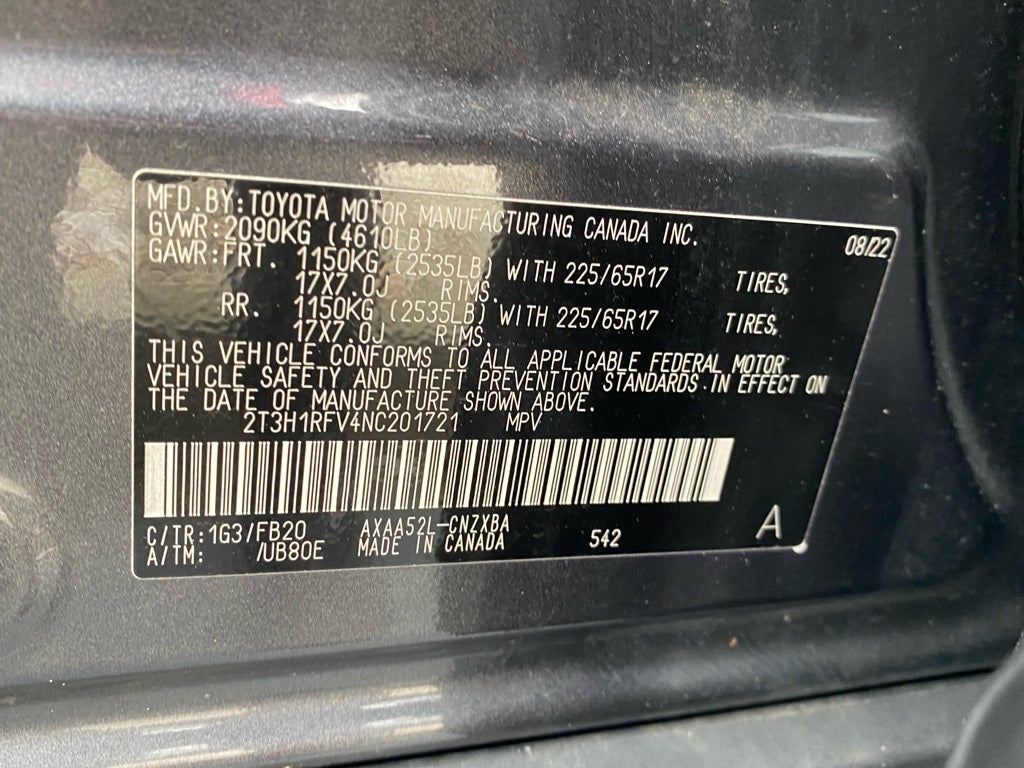 MFD.BY:TOYOTA MOTOR MANUFACTURING CANADA INC. 08/22
GVWR:2090KG (4610LB)
GAWR:FRT. 1150KG (2535LB) WITH 225/65R17 TIRES,
17X7.0J RIMS.
RR. 1150KG (2535LB) WITH 225/65R17 TIRES,
17X7.0J RIMS.
THIS VEHICLE CONFORMS TO ALL APPLICABLE FEDERAL MOTOR
VEHICLE SAFETY AND THEFT PREVENTION STANDARDS IN EFFECT ON
THE DATE OF MANUFACTURE SHOWN ABOVE.
2T3H1RFV4NC201721 MPV
C/TR:1G3/FB20 AXAA52L-CNZXBA A
A/TM: /UB80E MADE IN CANADA 542